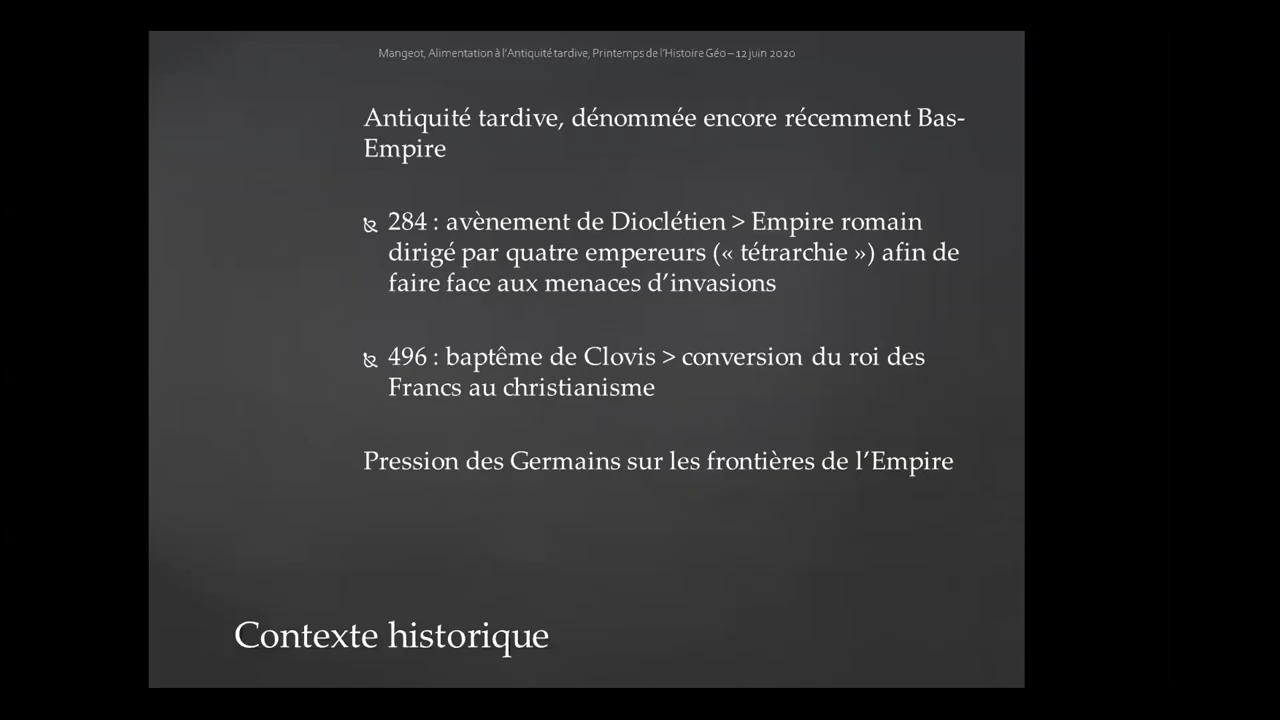 Mangeot, Alimentation à l'Antiquité tardive, Printemps de l'Histoire Géo – 12 juin 2020
Antiquité tardive, dénommée encore récemment Bas-
Empire
284 : avènement de Dioclétien > Empire romain
dirigé par quatre empereurs (« tétrarchie ») afin de
faire face aux menaces d’invasions
496 : baptême de Clovis > conversion du roi des
Francs au christianisme
Pression des Germains sur les frontières de l’Empire
Contexte historique